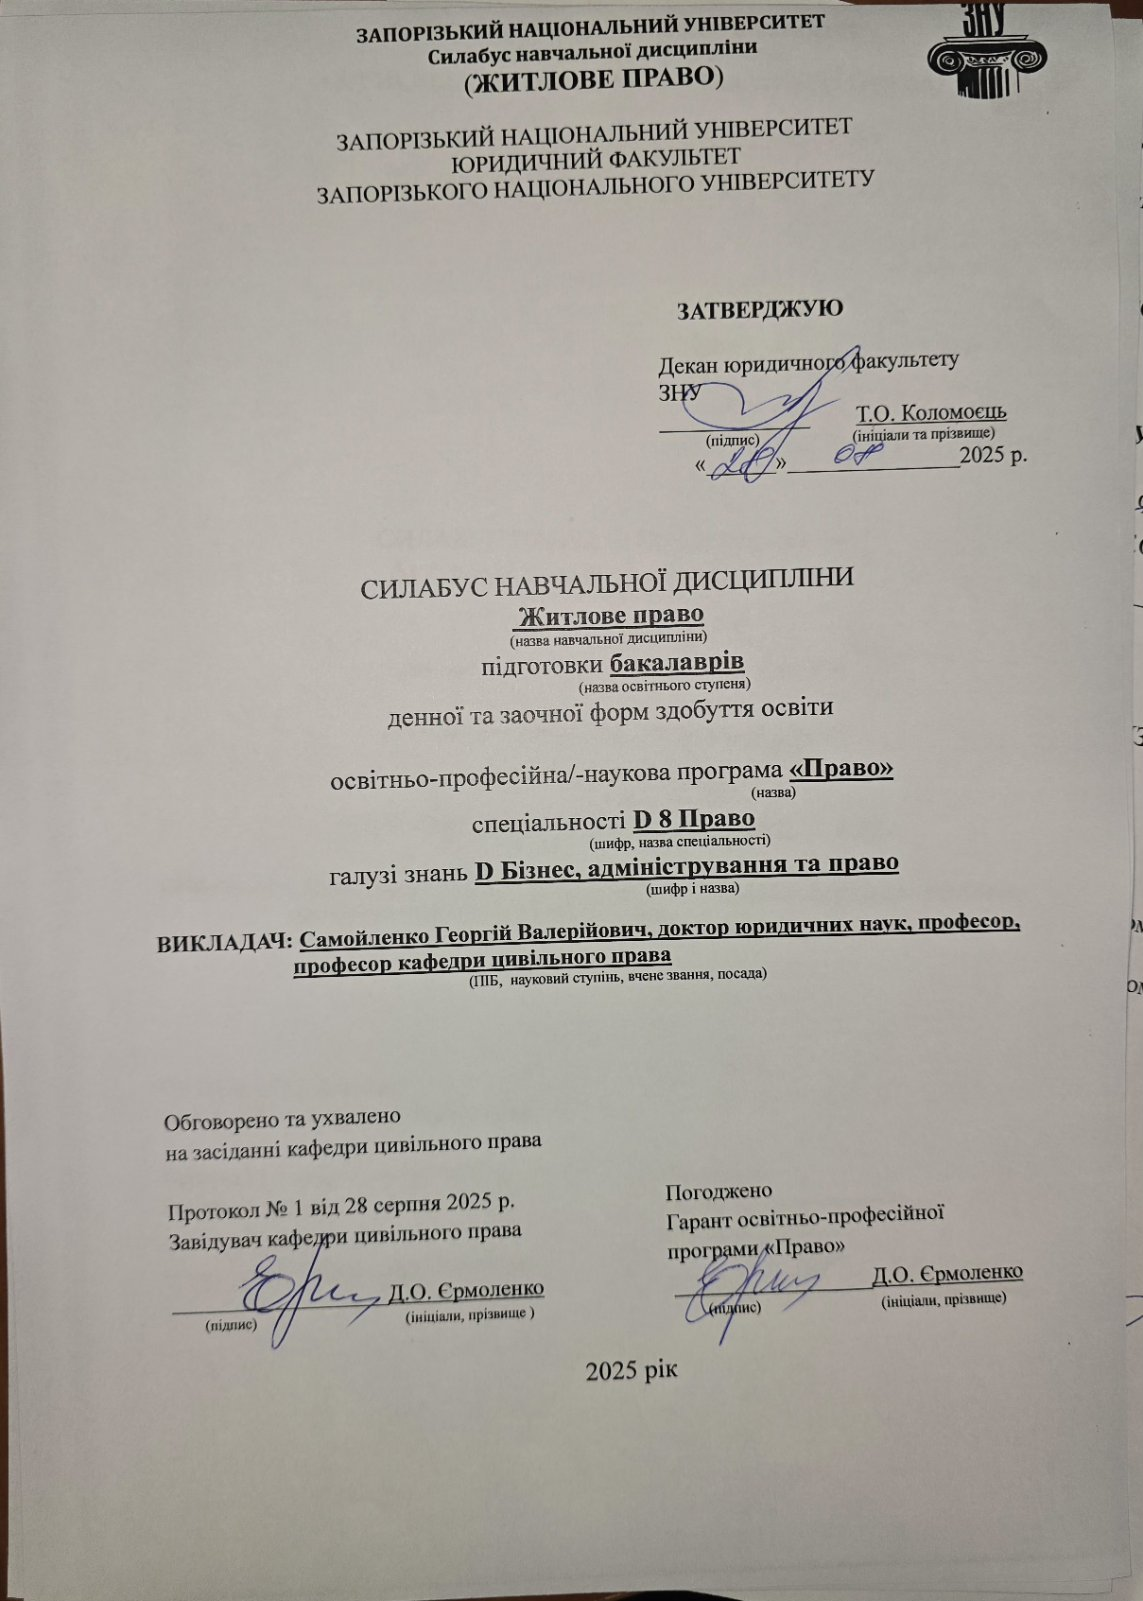 ЗАПОРІЗЬКИЙ НАЦІОНАЛЬНИЙ УНІВЕРСИТЕТ
Силабус навчальної дисципліни
(ЖИТЛОВЕ ПРАВО)
ЗНУ
ЗАПОРІЗЬКИЙ НАЦІОНАЛЬНИЙ УНІВЕРСИТЕТ
ЮРИДИЧНИЙ ФАКУЛЬТЕТ
ЗАПОРІЗЬКОГО НАЦІОНАЛЬНОГО УНІВЕРСИТЕТУ
ЗАТВЕРДЖУЮ
Декан юридичного факультету
ЗНУ
Т.О. Коломоєць
(підпис) (ініціали та прізвище)
«28» 08 2025 р.
СИЛАБУС НАВЧАЛЬНОЇ ДИСЦИПЛІНИ
Житлове право
(назва навчальної дисципліни)
підготовки бакалаврів
(назва освітнього ступеня)
денної та заочної форм здобуття освіти
освітньо-професійна/-наукова програма «Право»
(назва)
спеціальності D 8 Право
(шифр, назва спеціальності)
галузі знань D Бізнес, адміністрування та право
(шифр і назва)
ВИКЛАДАЧ: Самойленко Георгій Валерійович, доктор юридичних наук, професор,
професор кафедри цивільного права
(ПІБ, науковий ступінь, вчене звання, посада)
Обговорено та ухвалено
на засіданні кафедри цивільного права
Протокол № 1 від 28 серпня 2025 р.
Завідувач кафедри цивільного права
Д.О. Єрмоленко
(підпис) (ініціали, прізвище )
Погоджено
Гарант освітньо-професійної
програми «Право»
Д.О. Єрмоленко
(підпис) (ініціали, прізвище)
2025 рік